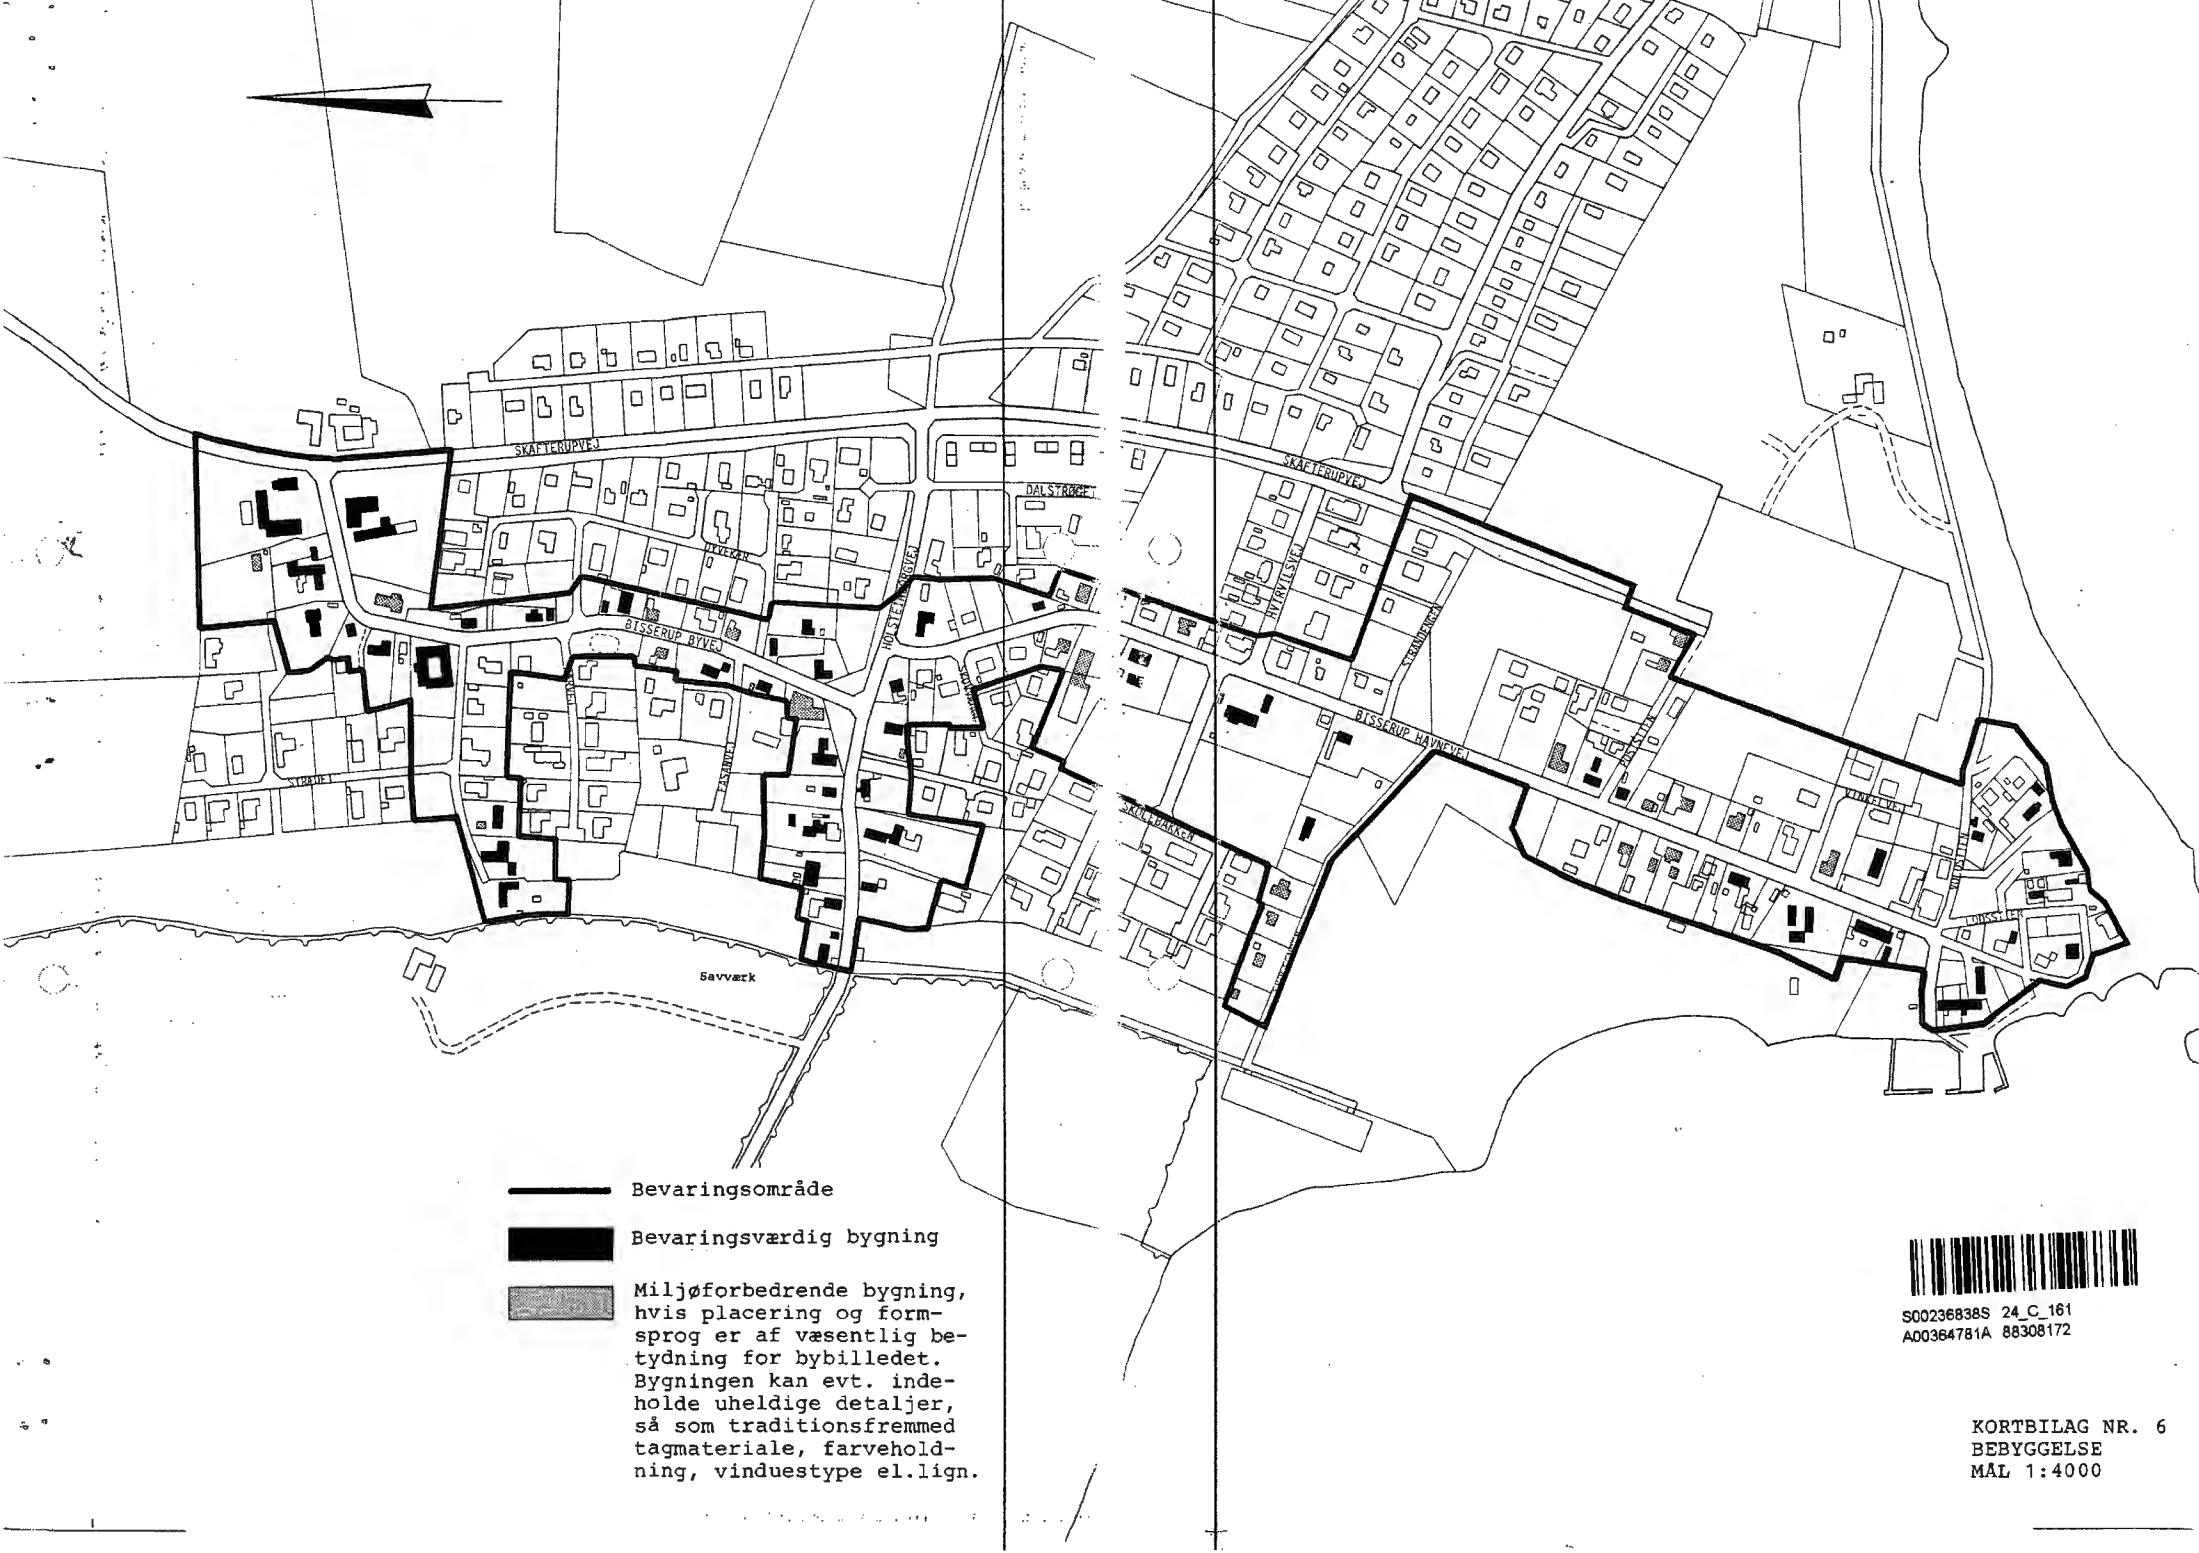 SKAFTERUPVEJ
SKAFTERUPVEJ
DALSTRØGET
DYVEKÆR
HVIRVILSVEJ
STRANDENGEN
BISSERUP BYVEJ
FASANVEJ
STRÆDET
BISSERUP HAVNEVEJ
SKOLEBAKKEN
VINKELVEJ
LODSSTIEN
Savværk
Bevaringsområde
Bevaringsværdig bygning
Miljøforbedrende bygning,
hvis placering og form-
sprog er af væsentlig be-
tydning for bybilledet.
Bygningen kan evt. inde-
holde uheldige detaljer,
så som traditionsfremmed
tagmateriale, farvehold-
ning, vinduestype el.lign.
S00236838S 24_C_161
A00364781A 88308172
KORTBILAG NR. 6
BEBYGGELSE
MÅL 1:4000